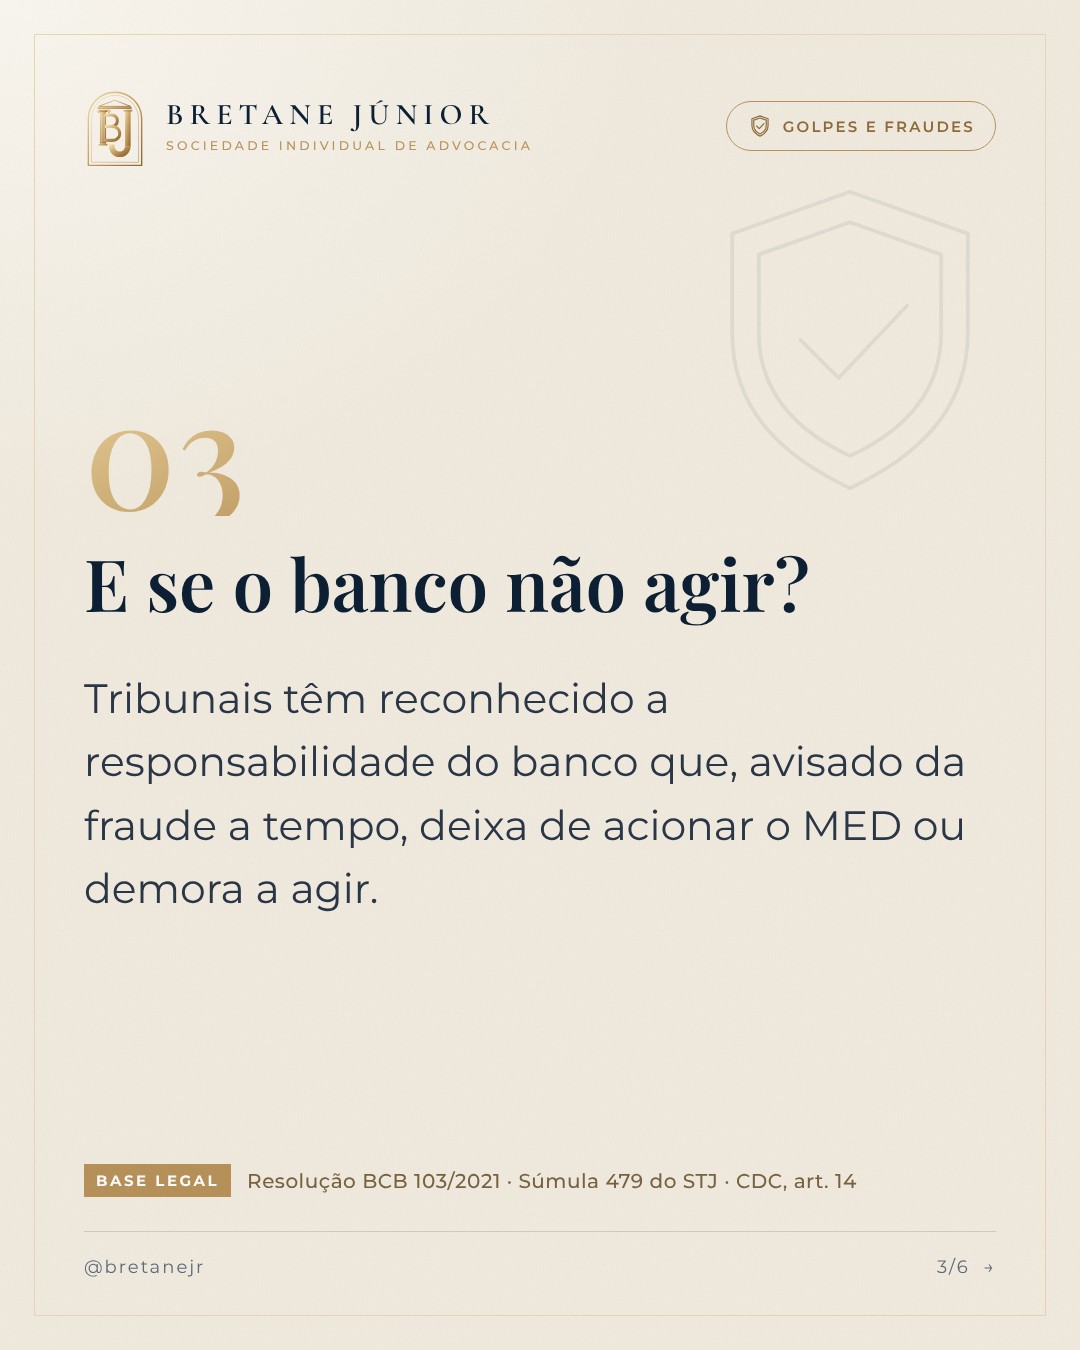 BJ
BRETANE JÚNIOR
SOCIEDADE INDIVIDUAL DE ADVOCACIA
GOLPES E FRAUDES
03
E se o banco não agir?
Tribunais têm reconhecido a
responsabilidade do banco que, avisado da
fraude a tempo, deixa de acionar o MED ou
demora a agir.
BASE LEGAL Resolução BCB 103/2021 · Súmula 479 do STJ · CDC, art. 14
@bretanejr
3/6 →